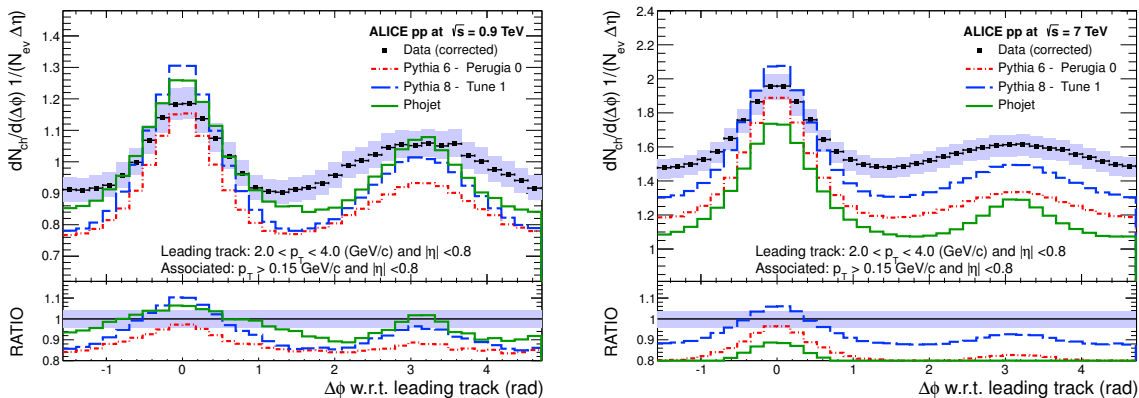 dN_ch/d(Δϕ) 1/(N_ev Δη)
1.4
1.3
1.2
1.1
1.0
0.9
0.8
0.7
ALICE pp at √s = 0.9 TeV
Data (corrected)
Pythia 6 - Perugia 0
Pythia 8 - Tune 1
Phojet
Leading track: 2.0 < p_T < 4.0 (GeV/c) and |η| <0.8
Associated: p_T > 0.15 GeV/c and |η| <0.8
RATIO
1.1
1
0.9
0.8
-1 0 1 2 3 4
Δϕ w.r.t. leading track (rad)
dN_ch/d(Δϕ) 1/(N_ev Δη)
2.4
2.2
2.0
1.8
1.6
1.4
1.2
1
ALICE pp at √s = 7 TeV
Data (corrected)
Pythia 6 - Perugia 0
Pythia 8 - Tune 1
Phojet
Leading track: 2.0 < p_T < 4.0 (GeV/c) and |η| <0.8
Associated: p_T > 0.15 GeV/c and |η| <0.8
RATIO
1.1
1
0.9
0.8
-1 0 1 2 3 4
Δϕ w.r.t. leading track (rad)